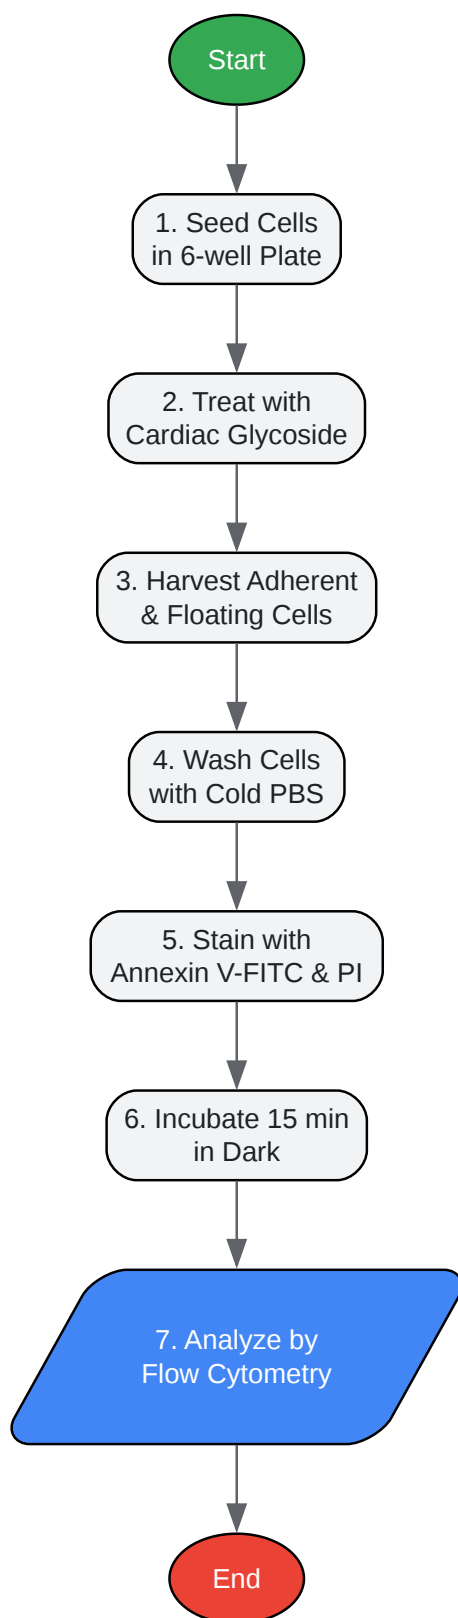 Start
1. Seed Cells
in 6-well Plate
2. Treat with
Cardiac Glycoside
3. Harvest Adherent
& Floating Cells
4. Wash Cells
with Cold PBS
5. Stain with
Annexin V-FITC & PI
6. Incubate 15 min
in Dark
7. Analyze by
Flow Cytometry
End